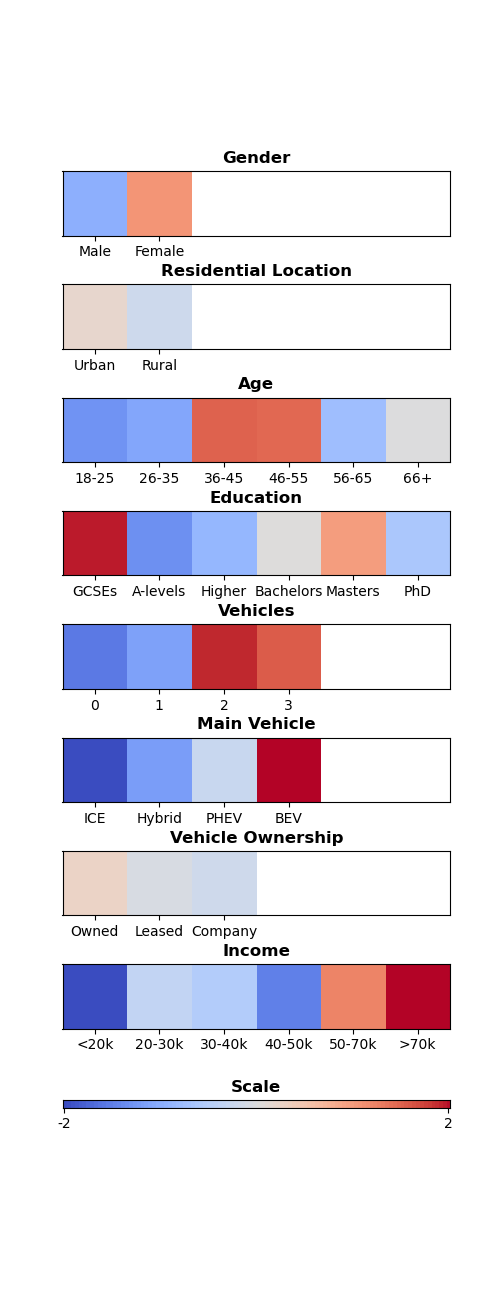 Gender
Male Female
Residential Location
Urban Rural
Age
18-25 26-35 36-45 46-55 56-65 66+
Education
GCSEs A-levels Higher Bachelors Masters PhD
Vehicles
0 1 2 3
Main Vehicle
ICE Hybrid PHEV BEV
Vehicle Ownership
Owned Leased Company
Income
<20k 20-30k 30-40k 40-50k 50-70k >70k
Scale
-2 2